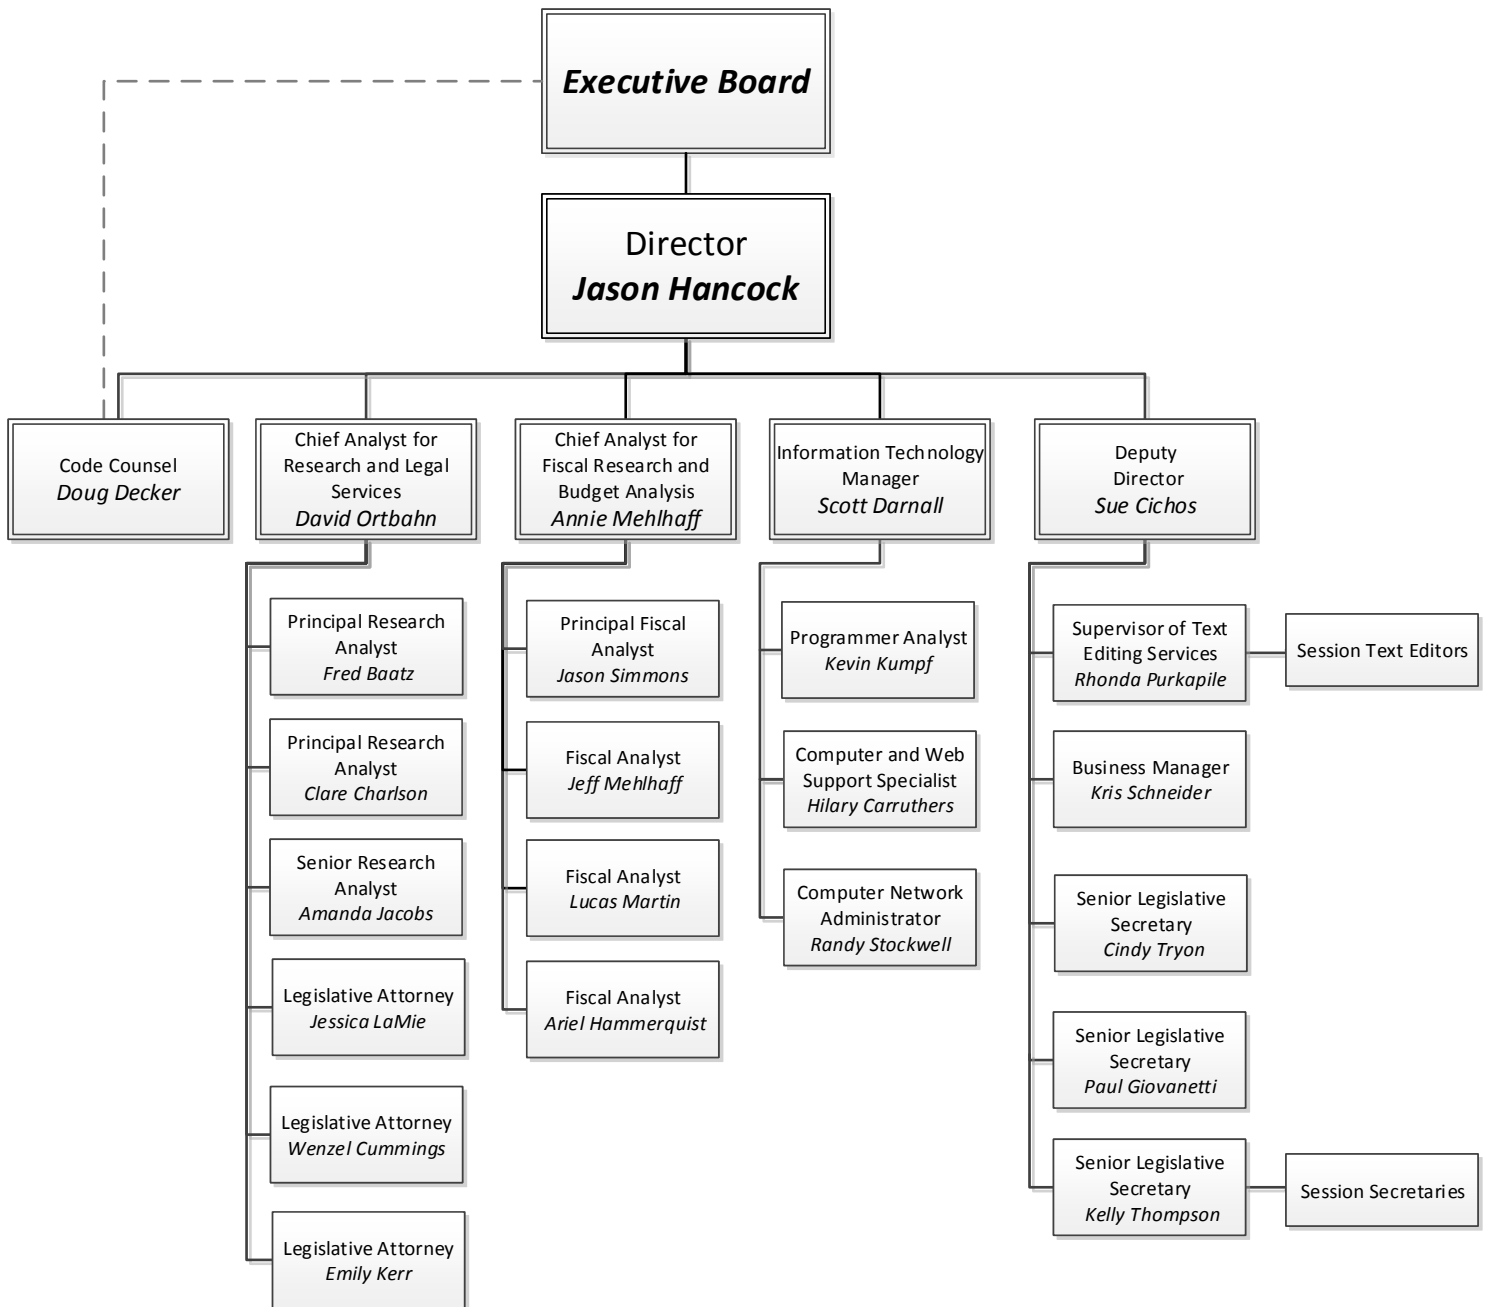 Executive Board
Director
Jason Hancock
Code Counsel
Doug Decker
Chief Analyst for
Research and Legal
Services
David Ortbahn
Chief Analyst for
Fiscal Research and
Budget Analysis
Annie Mehlhaff
Information Technology
Manager
Scott Darnall
Deputy
Director
Sue Cichos
Principal Research
Analyst
Fred Baatz
Principal Research
Analyst
Clare Charlson
Senior Research
Analyst
Amanda Jacobs
Legislative Attorney
Jessica LaMie
Legislative Attorney
Wenzel Cummings
Legislative Attorney
Emily Kerr
Principal Fiscal
Analyst
Jason Simmons
Fiscal Analyst
Jeff Mehlhaff
Fiscal Analyst
Lucas Martin
Fiscal Analyst
Ariel Hammerquist
Programmer Analyst
Kevin Kumpf
Computer and Web
Support Specialist
Hilary Carruthers
Computer Network
Administrator
Randy Stockwell
Supervisor of Text
Editing Services
Rhonda Purkapile
Session Text Editors
Business Manager
Kris Schneider
Senior Legislative
Secretary
Cindy Tryon
Senior Legislative
Secretary
Paul Giovanetti
Senior Legislative
Secretary
Kelly Thompson
Session Secretaries